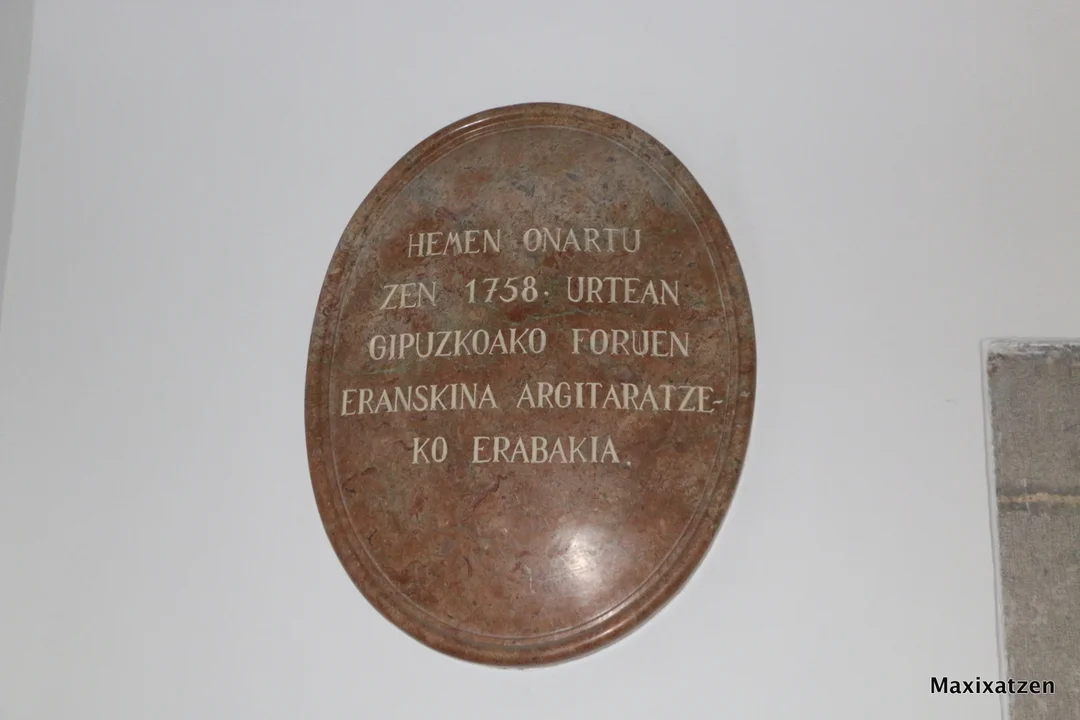 HEMEN ONARTU
ZEN 1758. URTEAN
GIPUZKOAKO FORUEN
ERANSKINA ARGITARATZE-
KO ERABAKIA.
Maxixatzen